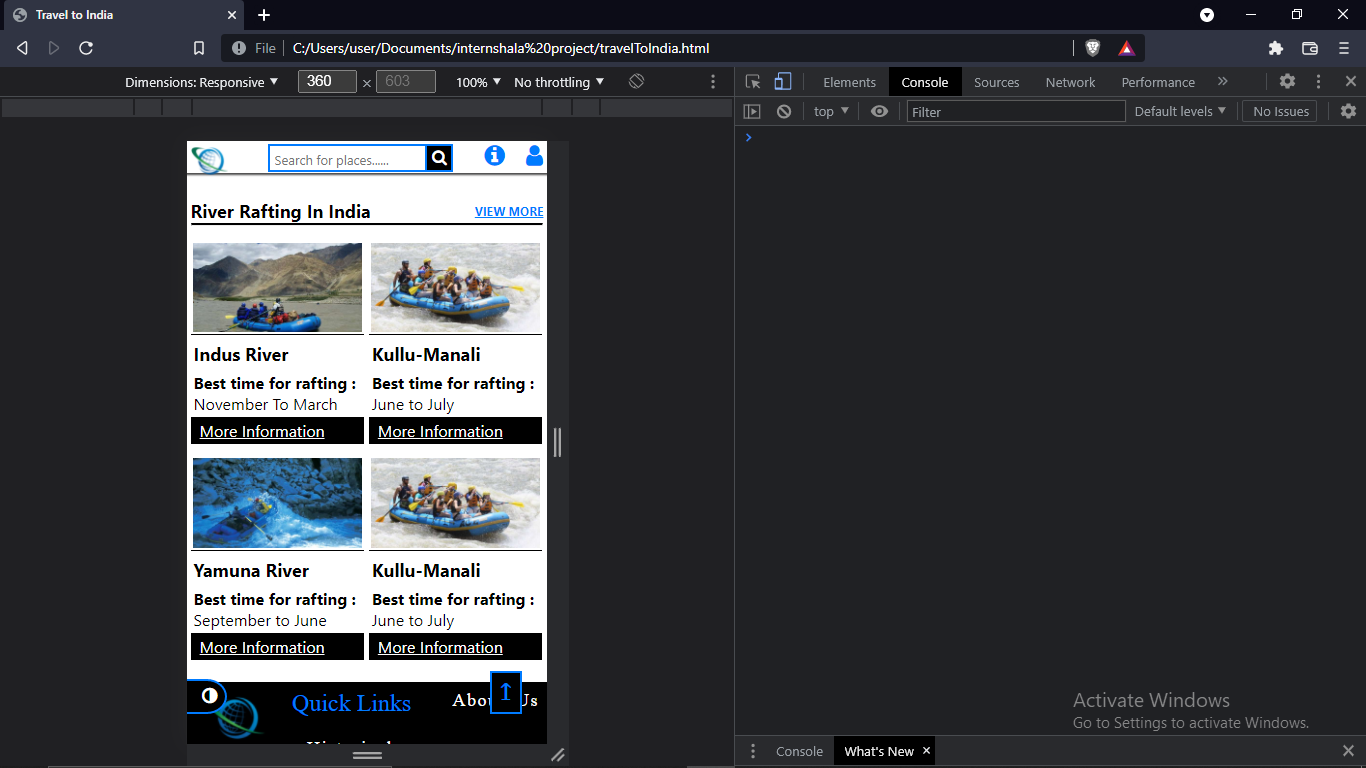 Travel to India
File C:/Users/user/Documents/internshala%20project/travelToIndia.html
Dimensions: Responsive 360 × 603 100% No throttling
Elements Console Sources Network Performance »
top Filter Default levels No Issues
Search for places......
River Rafting In India VIEW MORE
Indus River Kullu-Manali
Best time for rafting : Best time for rafting :
November To March June to July
More Information More Information
Yamuna River Kullu-Manali
Best time for rafting : Best time for rafting :
September to June June to July
More Information More Information
Quick Links
Activate Windows
Go to Settings to activate Windows.
Console What's New